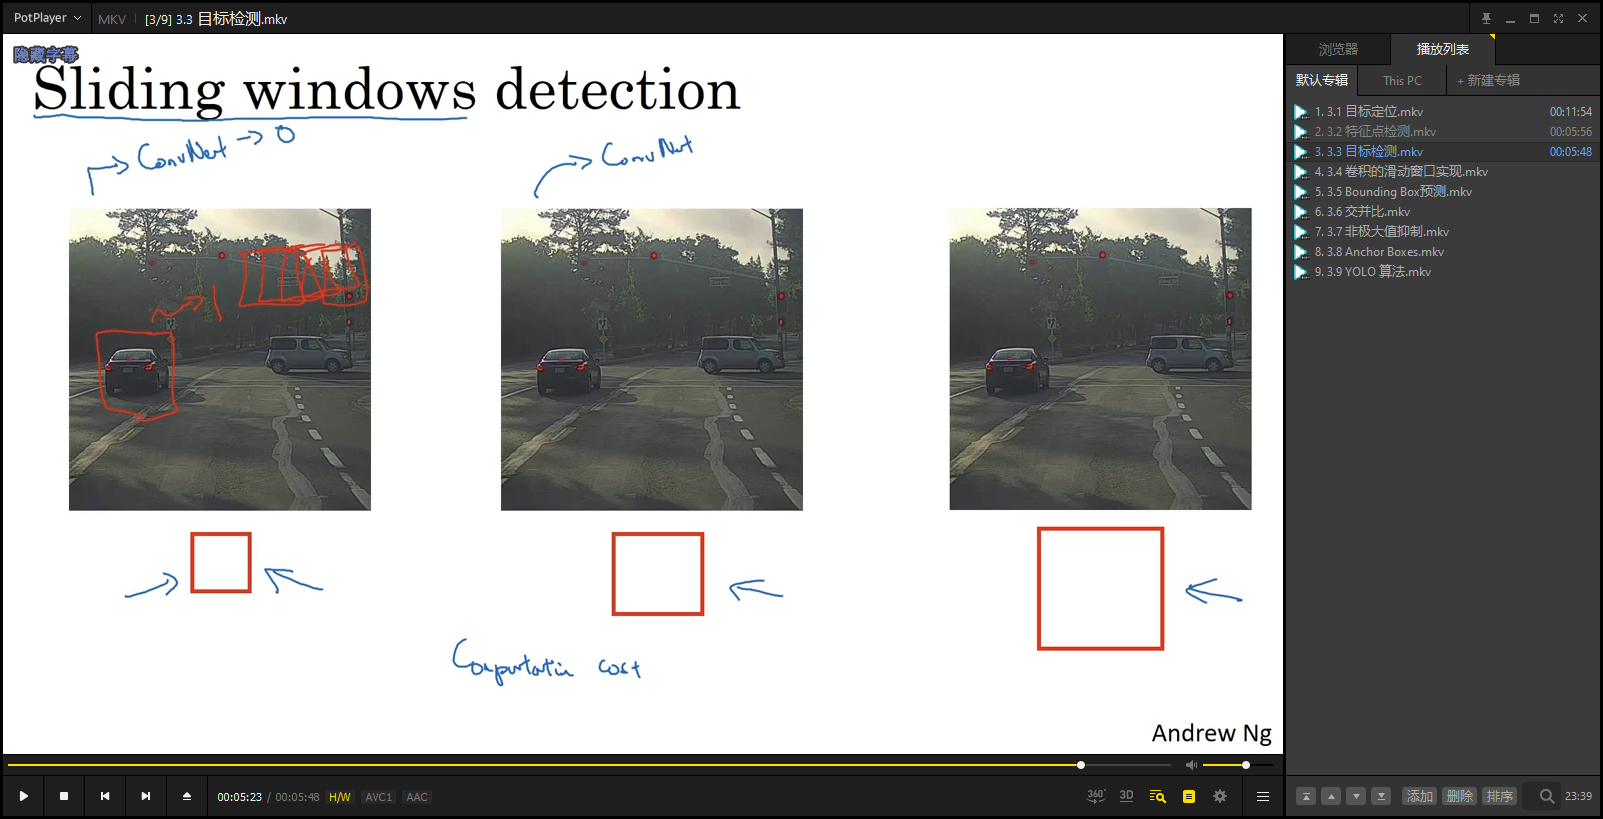 PotPlayer MKV [3/9] 3.3 目标检测.mkv
隐藏字幕
Sliding windows detection
ConvNet → 0
ConvNet
Computation cost
Andrew Ng
00:05:23 / 00:05:48 H/W AVC1 AAC
360° 3D
浏览器 播放列表
默认专辑 This PC + 新建专辑
1. 3.1 目标定位.mkv 00:11:54
2. 3.2 特征点检测.mkv 00:05:56
3. 3.3 目标检测.mkv 00:05:48
4. 3.4 卷积的滑动窗口实现.mkv
5. 3.5 Bounding Box预测.mkv
6. 3.6 交并比.mkv
7. 3.7 非极大值抑制.mkv
8. 3.8 Anchor Boxes.mkv
9. 3.9 YOLO 算法.mkv
添加 删除 排序 23:39